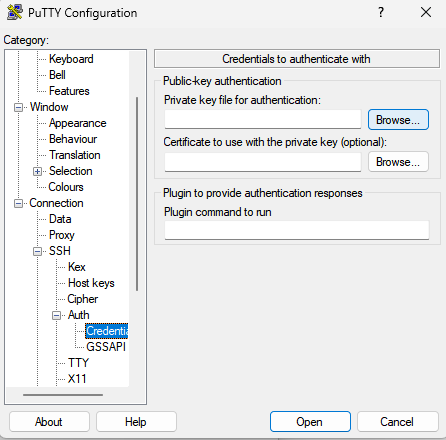 PuTTY Configuration
?
Category:
Keyboard
Bell
Features
Window
Appearance
Behaviour
Translation
Selection
Colours
Connection
Data
Proxy
SSH
Kex
Host keys
Cipher
Auth
Credentia
GSSAPI
TTY
X11
Credentials to authenticate with
Public-key authentication
Private key file for authentication:
Browse...
Certificate to use with the private key (optional):
Browse...
Plugin to provide authentication responses
Plugin command to run
About
Help
Open
Cancel